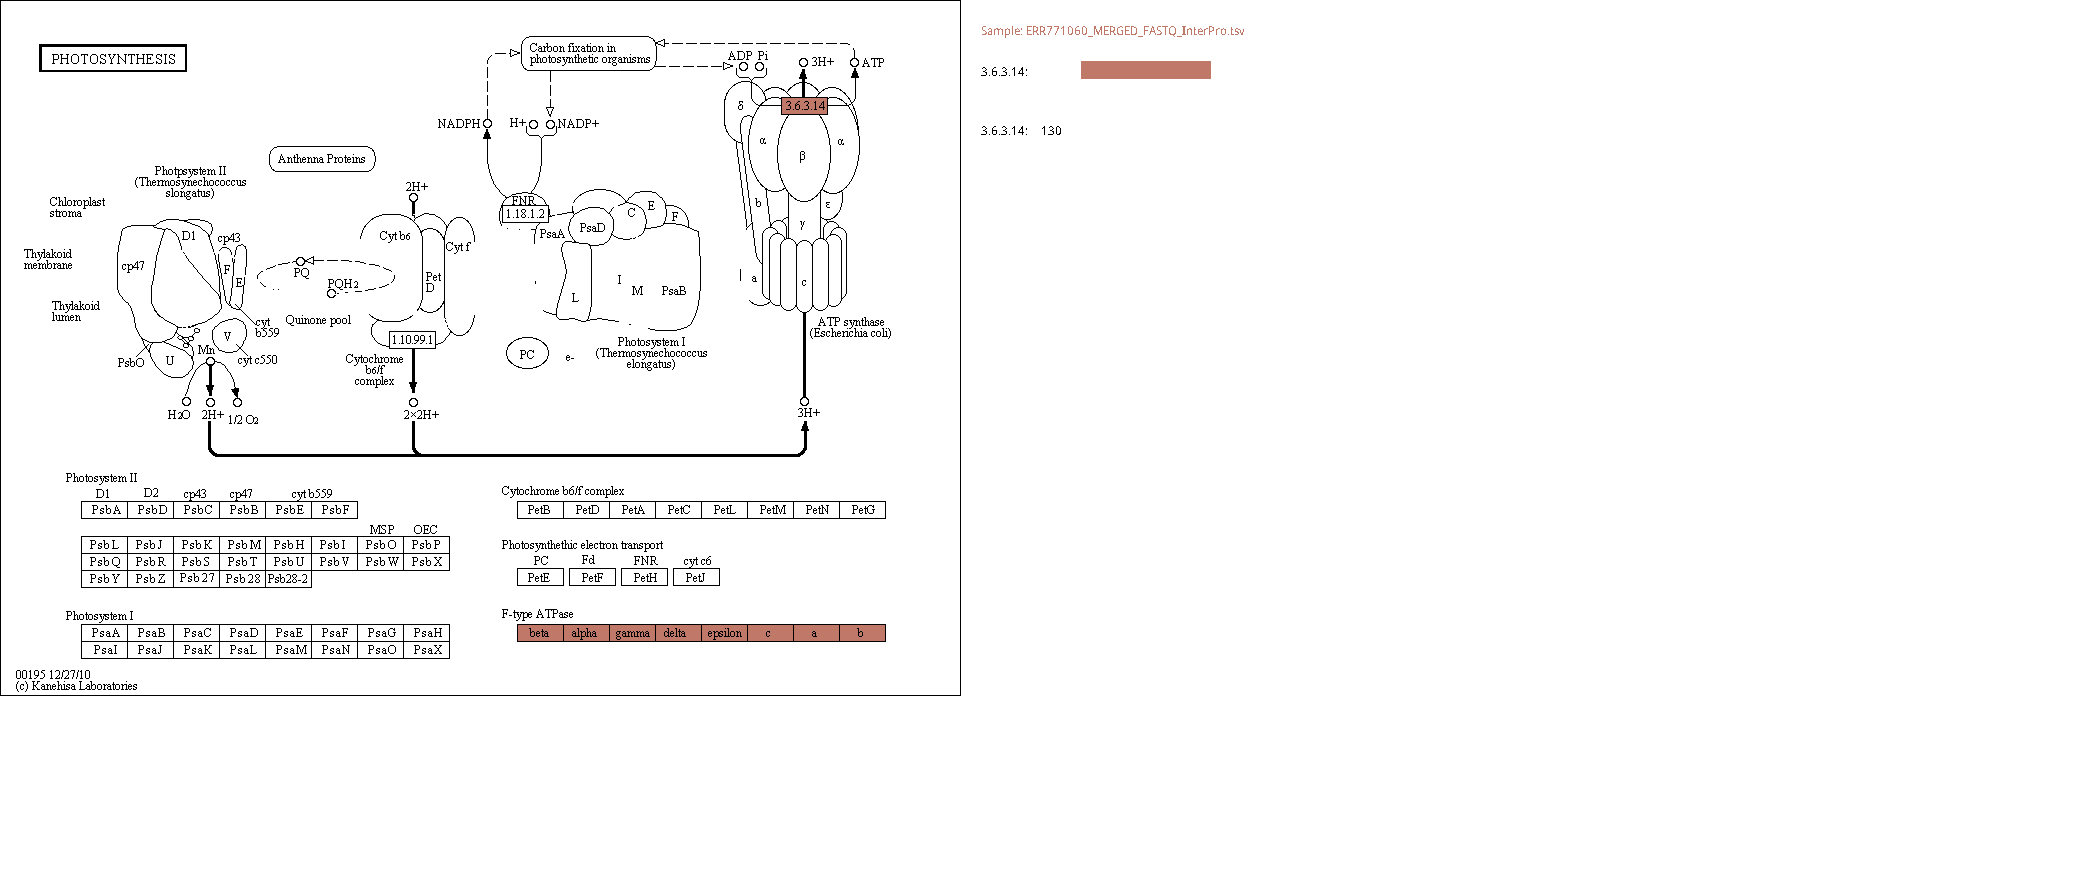 PHOTOSYNTHESIS
Sample: ERR771060_MERGED_FASTQ_InterPro.tsv
3.6.3.14:
3.6.3.14: 130
Carbon fixation in
photosynthetic organisms
ADP Pi
3H+
ATP
NADPH
H+
NADP+
3.6.3.14
δ
α
β
α
b
ε
γ
a
c
ATP synthase
(Escherichia coli)
3H+
Anthenna Proteins
Photpsystem II
(Thermosynechococcus
elongatus)
Chloroplast
stroma
Thylakoid
membrane
Thylakoid
lumen
D1
cp43
cp47
F
E
cyt
b559
V
cyt c550
PsbO
U
Mn
H2O
2H+
1/2 O2
PQ
PQH2
Quinone pool
2H+
Cyt b6
Cyt f
Pet
D
1.10.99.1
Cytochrome
b6/f
complex
2×2H+
FNR
1.18.1.2
PsaA
PsaD
C
E
F
I
M
L
PsaB
PC
e-
Photosystem I
(Thermosynechococcus
elongatus)
Photosystem II
D1 D2 cp43 cp47 cyt b559
PsbA PsbD PsbC PsbB PsbE PsbF
MSP OEC
PsbL PsbJ PsbK PsbM PsbH PsbI PsbO PsbP
PsbQ PsbR PsbS PsbT PsbU PsbV PsbW PsbX
PsbY PsbZ Psb27 Psb28 Psb28-2
Photosystem I
PsaA PsaB PsaC PsaD PsaE PsaF PsaG PsaH
PsaI PsaJ PsaK PsaL PsaM PsaN PsaO PsaX
Cytochrome b6/f complex
PetB PetD PetA PetC PetL PetM PetN PetG
Photosynthethic electron transport
PC Fd FNR cyt c6
PetE PetF PetH PetJ
F-type ATPase
beta alpha gamma delta epsilon c a b
00195 12/27/10
(c) Kanehisa Laboratories